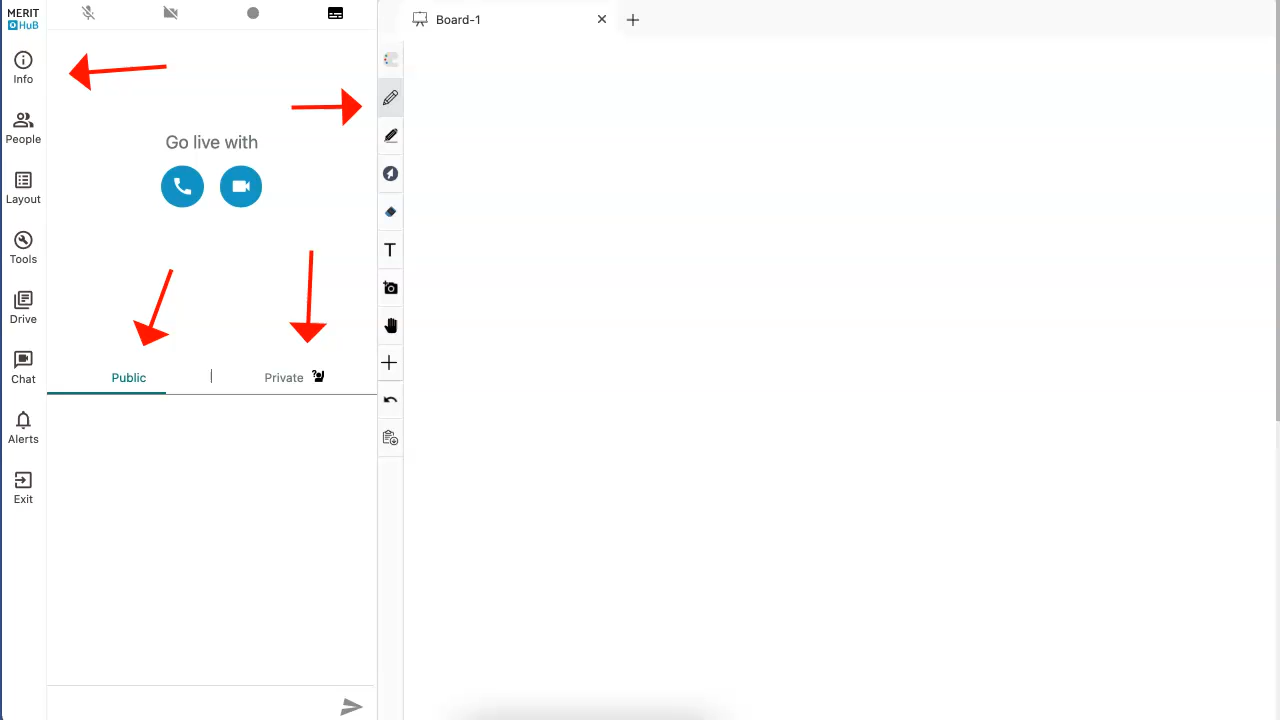 MERIT
HUB
Board-1
Info
People
Go live with
Layout
Tools
Drive
Public | Private
Chat
Alerts
Exit
T